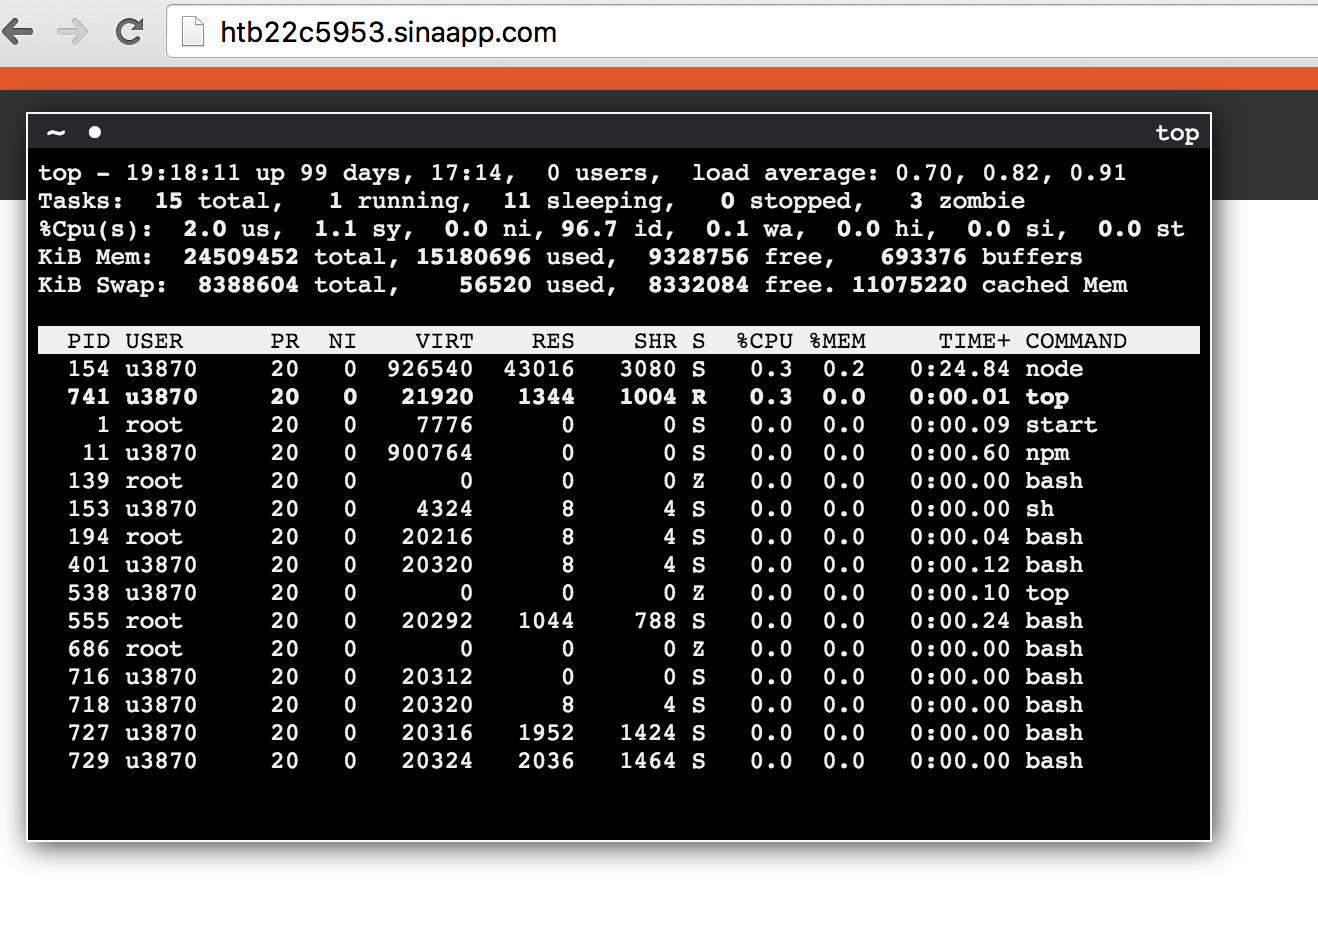 htb22c5953.sinaapp.com
~ ● top
top - 19:18:11 up 99 days, 17:14,  0 users,  load average: 0.70, 0.82, 0.91
Tasks:  15 total,   1 running,  11 sleeping,   0 stopped,   3 zombie
%Cpu(s):  2.0 us,  1.1 sy,  0.0 ni, 96.7 id,  0.1 wa,  0.0 hi,  0.0 si,  0.0 st
KiB Mem:  24509452 total, 15180696 used,  9328756 free,   693376 buffers
KiB Swap:  8388604 total,    56520 used,  8332084 free. 11075220 cached Mem
  PID USER      PR  NI    VIRT    RES    SHR S  %CPU %MEM     TIME+ COMMAND
  154 u3870     20   0  926540  43016   3080 S   0.3  0.2   0:24.84 node
  741 u3870     20   0   21920   1344   1004 R   0.3  0.0   0:00.01 top
    1 root      20   0    7776      0      0 S   0.0  0.0   0:00.09 start
   11 u3870     20   0  900764      0      0 S   0.0  0.0   0:00.60 npm
  139 root      20   0       0      0      0 Z   0.0  0.0   0:00.00 bash
  153 u3870     20   0    4324      8      4 S   0.0  0.0   0:00.00 sh
  194 root      20   0   20216      8      4 S   0.0  0.0   0:00.04 bash
  401 u3870     20   0   20320      8      4 S   0.0  0.0   0:00.12 bash
  538 u3870     20   0       0      0      0 Z   0.0  0.0   0:00.10 top
  555 root      20   0   20292   1044    788 S   0.0  0.0   0:00.24 bash
  686 root      20   0       0      0      0 Z   0.0  0.0   0:00.00 bash
  716 u3870     20   0   20312      0      0 S   0.0  0.0   0:00.00 bash
  718 u3870     20   0   20320      8      4 S   0.0  0.0   0:00.00 bash
  727 u3870     20   0   20316   1952   1424 S   0.0  0.0   0:00.00 bash
  729 u3870     20   0   20324   2036   1464 S   0.0  0.0   0:00.00 bash